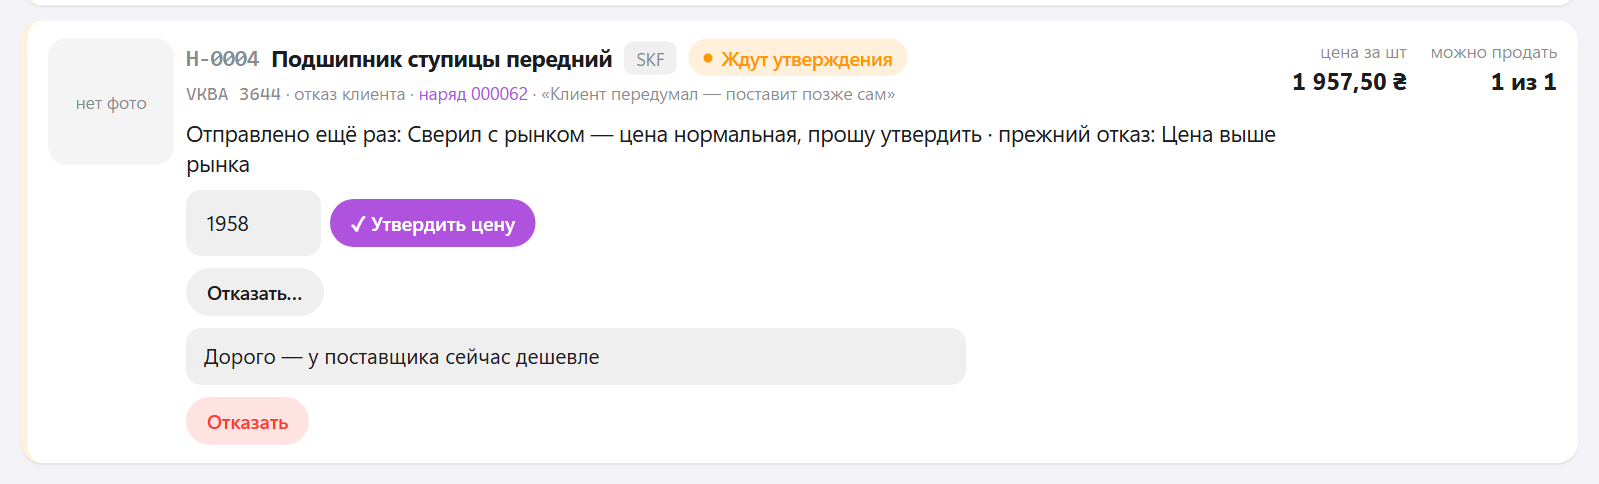 нет фото
Н-0004 Подшипник ступицы передний SKF • Ждут утверждения
цена за шт можно продать
1 957,50 ₴ 1 из 1
VKBA 3644 · отказ клиента · наряд 000062 · «Клиент передумал — поставит позже сам»
Отправлено ещё раз: Сверил с рынком — цена нормальная, прошу утвердить · прежний отказ: Цена выше
рынка
1958 ✓ Утвердить цену
Отказать...
Дорого — у поставщика сейчас дешевле
Отказать